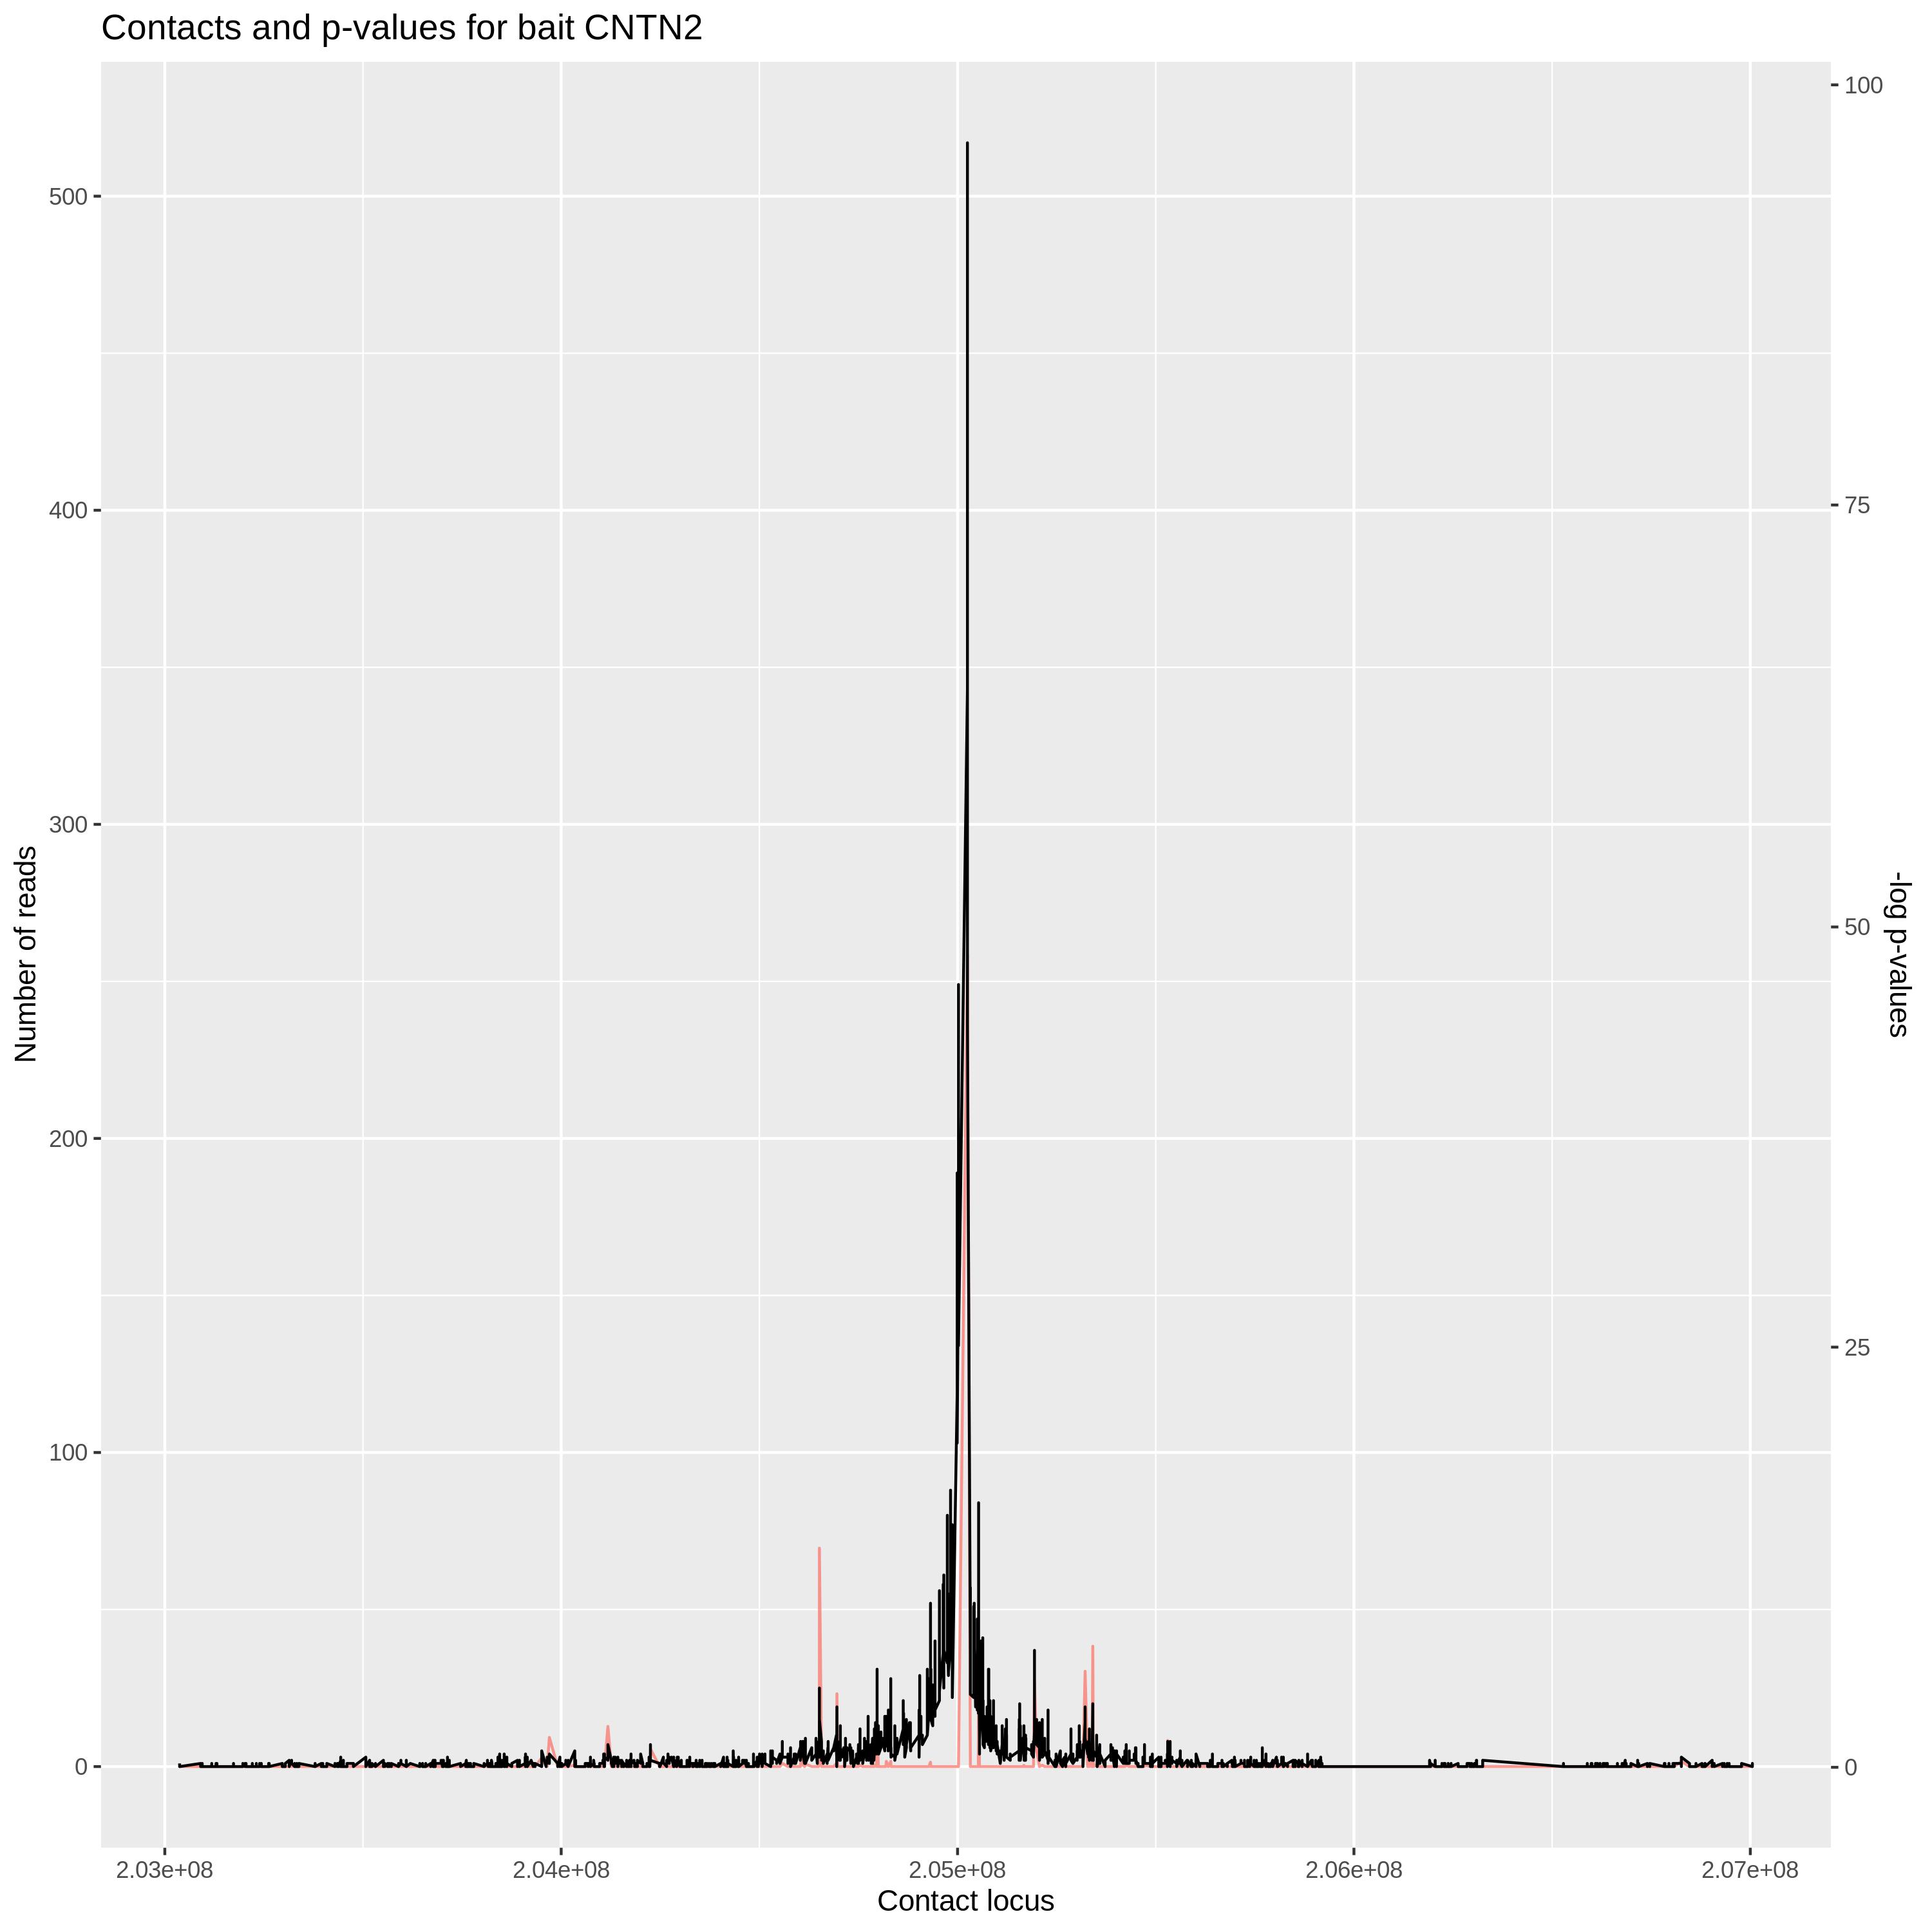 Contacts and p-values for bait CNTN2
100
500
400
75
300
Number of reads
-log p-values
50
200
25
100
0
0
2.03e+08
2.04e+08
2.05e+08
2.06e+08
2.07e+08
Contact locus